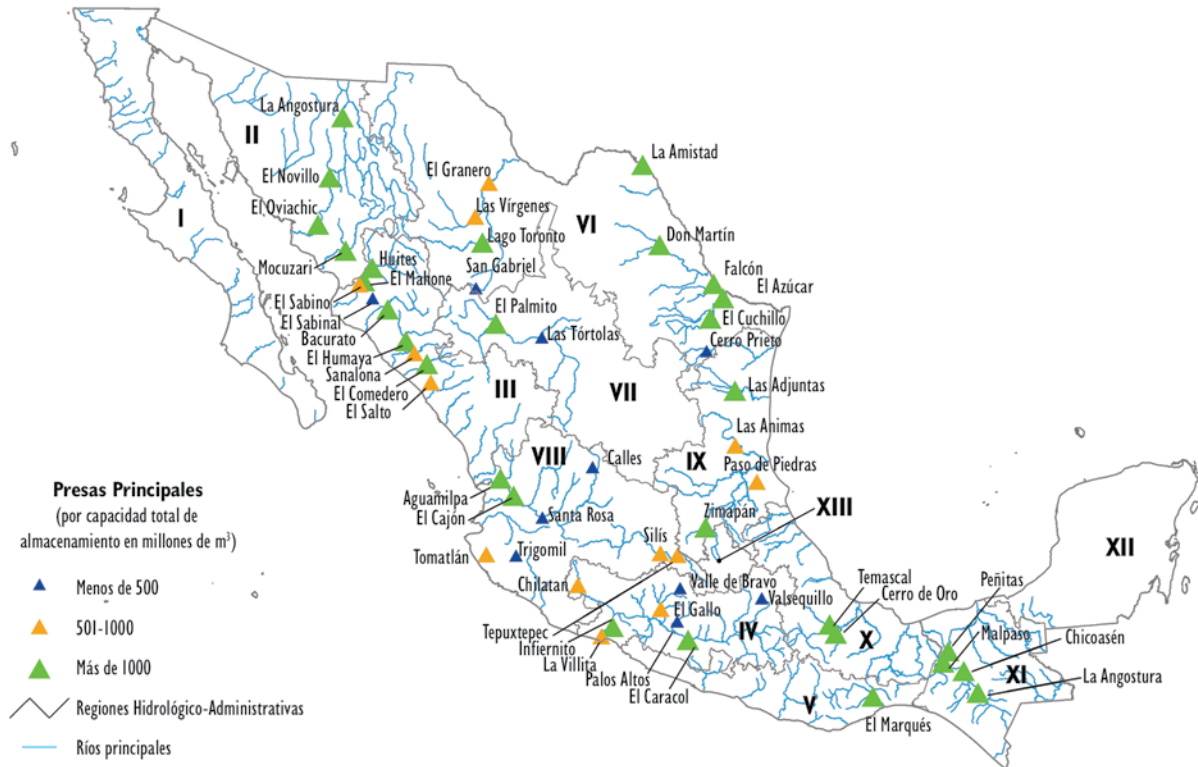 La Angostura
II
La Amistad
El Granero
El Novillo
Las Vírgenes
El Oviachic
I
VI
Lago Toronto
Don Martín
Mocuzari
Huites
San Gabriel
El Mahone
Falcón
El Azúcar
El Sabino
El Palmito
El Cuchillo
El Sabinal
Las Tórtolas
Bacurato
Cerro Prieto
El Humaya
Sanalona
III
VII
Las Adjuntas
El Comedero
El Salto
Las Animas
VIII
Calles
IX
Paso de Piedras
Aguamilpa
El Cajón
Zimapán
XIII
Santa Rosa
XII
Tomatlán
Trigomil
Silís
Temascal
Peñitas
Chilatan
Valle de Bravo
Valsequillo
Cerro de Oro
El Gallo
Tepuxtepec
IV
X
Malpaso
Chicoasén
Infiernito
La Villita
Palos Altos
XI
La Angostura
El Caracol
V
El Marqués
Presas Principales
(por capacidad total de
almacenamiento en millones de m³)
Menos de 500
501-1000
Más de 1000
Regiones Hidrológico-Administrativas
Ríos principales